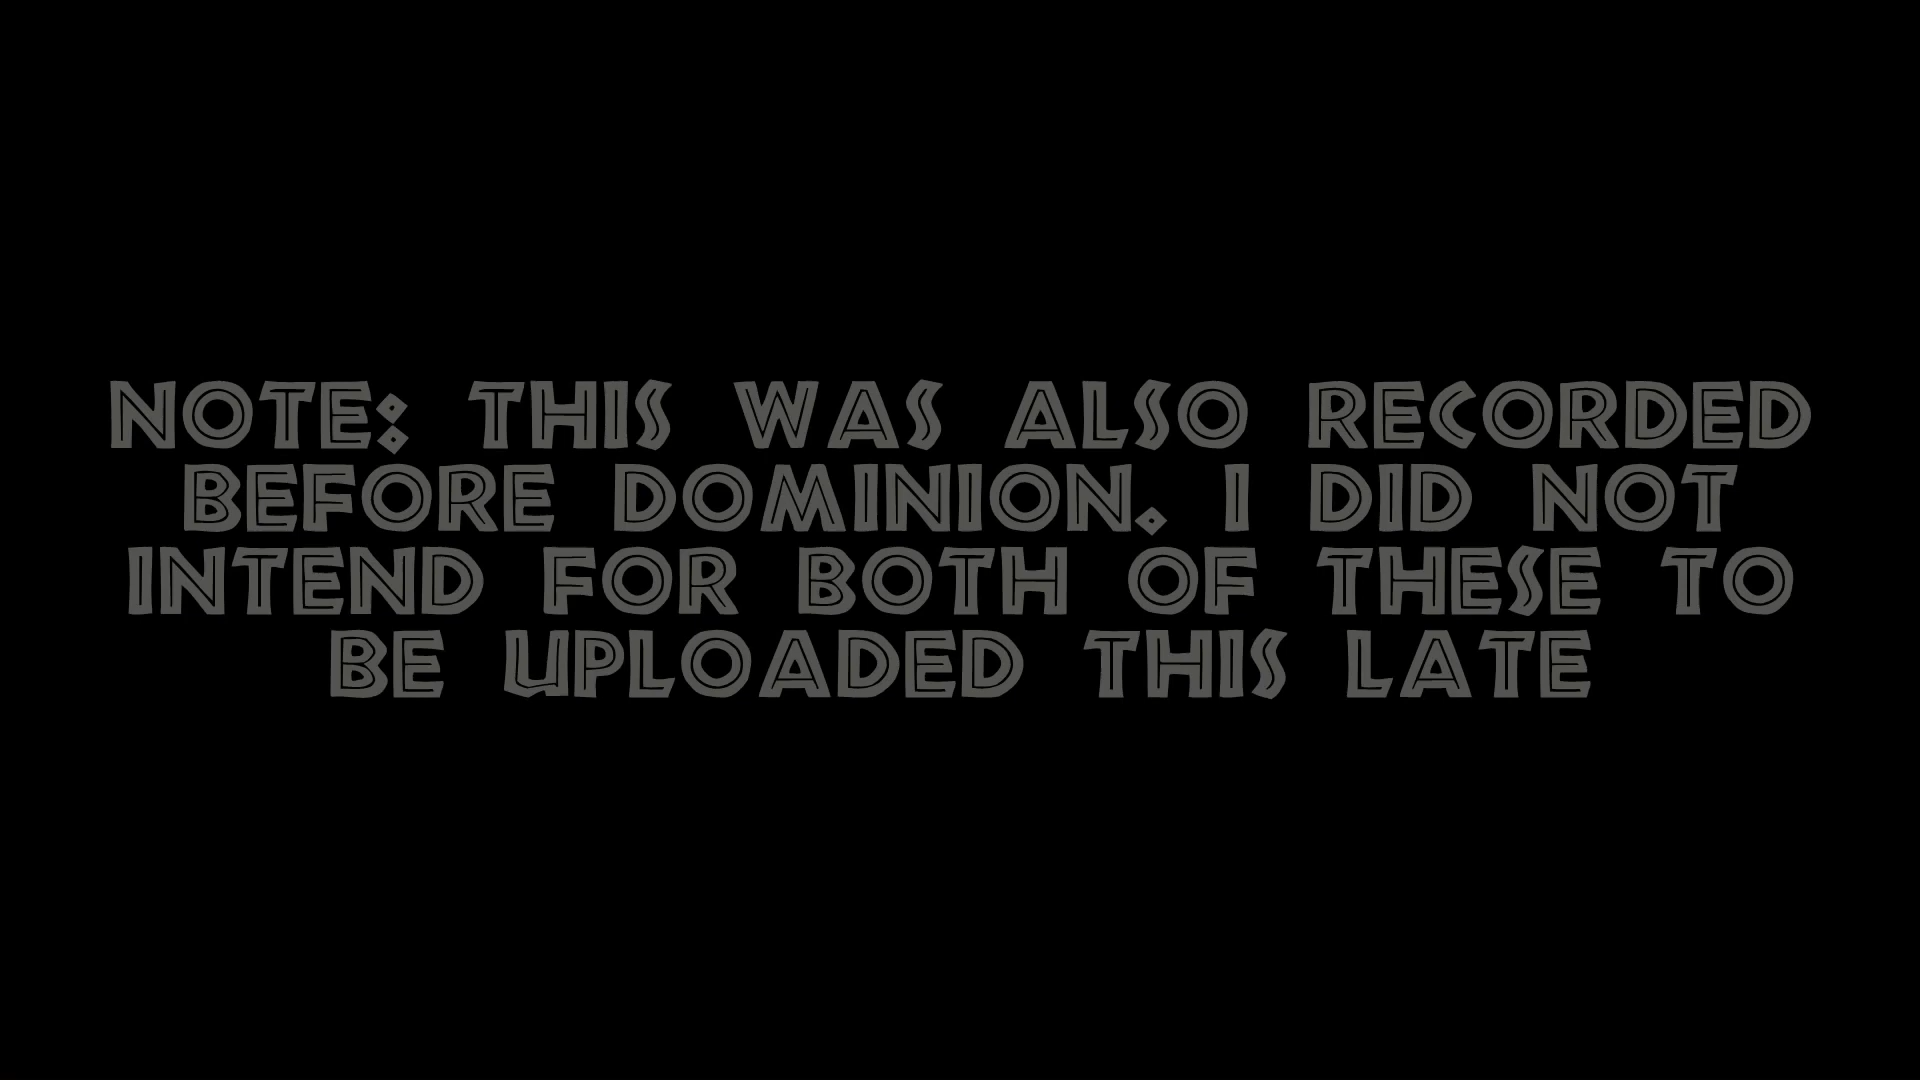 NOTE: THIS WAS ALSO RECORDED
BEFORE DOMINION. I DID NOT
INTEND FOR BOTH OF THESE TO
BE UPLOADED THIS LATE